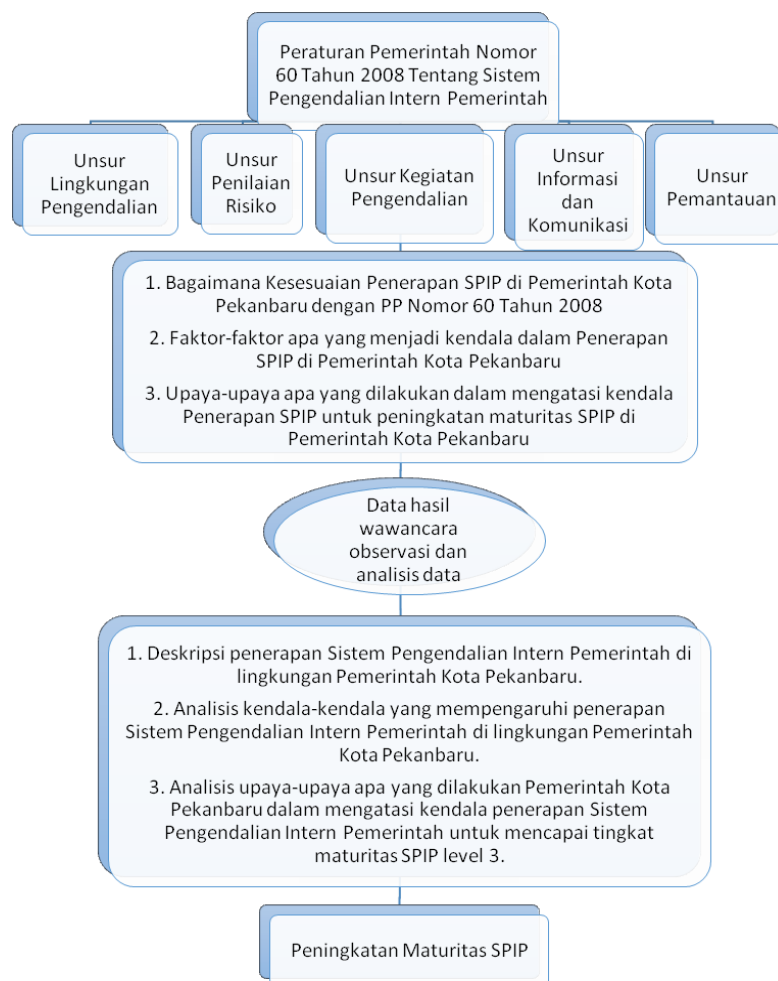 Peraturan Pemerintah Nomor
60 Tahun 2008 Tentang Sistem
Pengendalian Intern Pemerintah
Unsur
Lingkungan
Pengendalian
Unsur
Penilaian
Risiko
Unsur Kegiatan
Pengendalian
Unsur
Informasi
dan
Komunikasi
Unsur
Pemantauan
1. Bagaimana Kesesuaian Penerapan SPIP di Pemerintah Kota
Pekanbaru dengan PP Nomor 60 Tahun 2008
2. Faktor-faktor apa yang menjadi kendala dalam Penerapan
SPIP di Pemerintah Kota Pekanbaru
3. Upaya-upaya apa yang dilakukan dalam mengatasi kendala
Penerapan SPIP untuk peningkatan maturitas SPIP di
Pemerintah Kota Pekanbaru
Data hasil
wawancara
observasi dan
analisis data
1. Deskripsi penerapan Sistem Pengendalian Intern Pemerintah di
lingkungan Pemerintah Kota Pekanbaru.
2. Analisis kendala-kendala yang mempengaruhi penerapan
Sistem Pengendalian Intern Pemerintah di lingkungan Pemerintah
Kota Pekanbaru.
3. Analisis upaya-upaya apa yang dilakukan Pemerintah Kota
Pekanbaru dalam mengatasi kendala penerapan Sistem
Pengendalian Intern Pemerintah untuk mencapai tingkat
maturitas SPIP level 3.
Peningkatan Maturitas SPIP